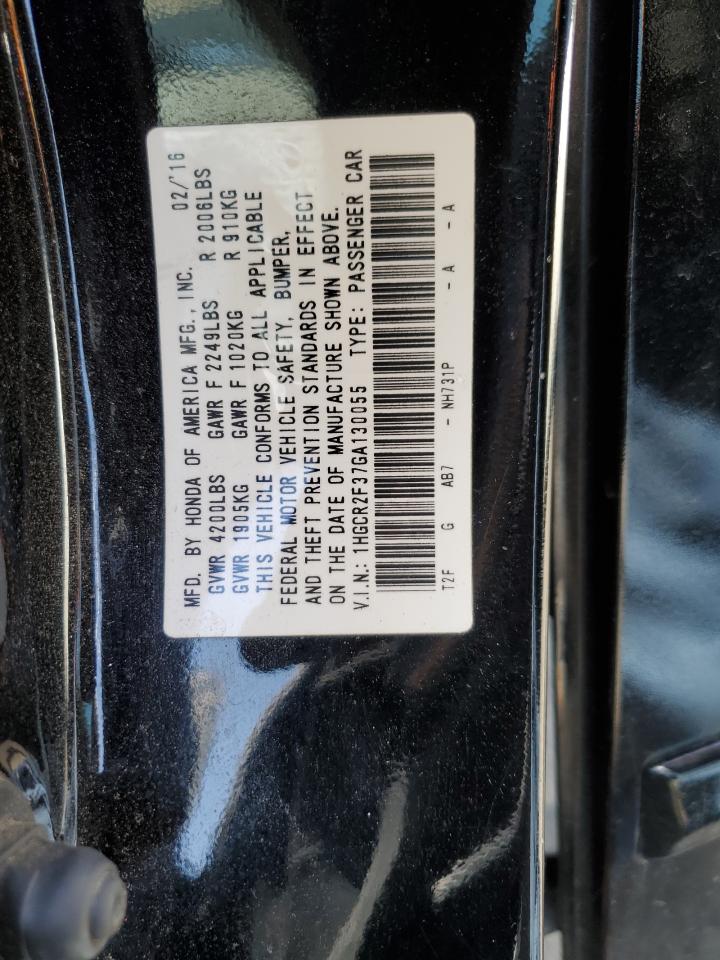 MFD. BY HONDA OF AMERICA MFG., INC. 02/'16
GVWR 4200LBS GAWR F 2249LBS R 2006LBS
GVWR 1905KG GAWR F 1020KG R 910KG
THIS VEHICLE CONFORMS TO ALL APPLICABLE
FEDERAL MOTOR VEHICLE SAFETY, BUMPER,
AND THEFT PREVENTION STANDARDS IN EFFECT
ON THE DATE OF MANUFACTURE SHOWN ABOVE.
V.I.N.: 1HGCR2F37GA130055 TYPE: PASSENGER CAR
T2F G AB7 - NH731P - A - A